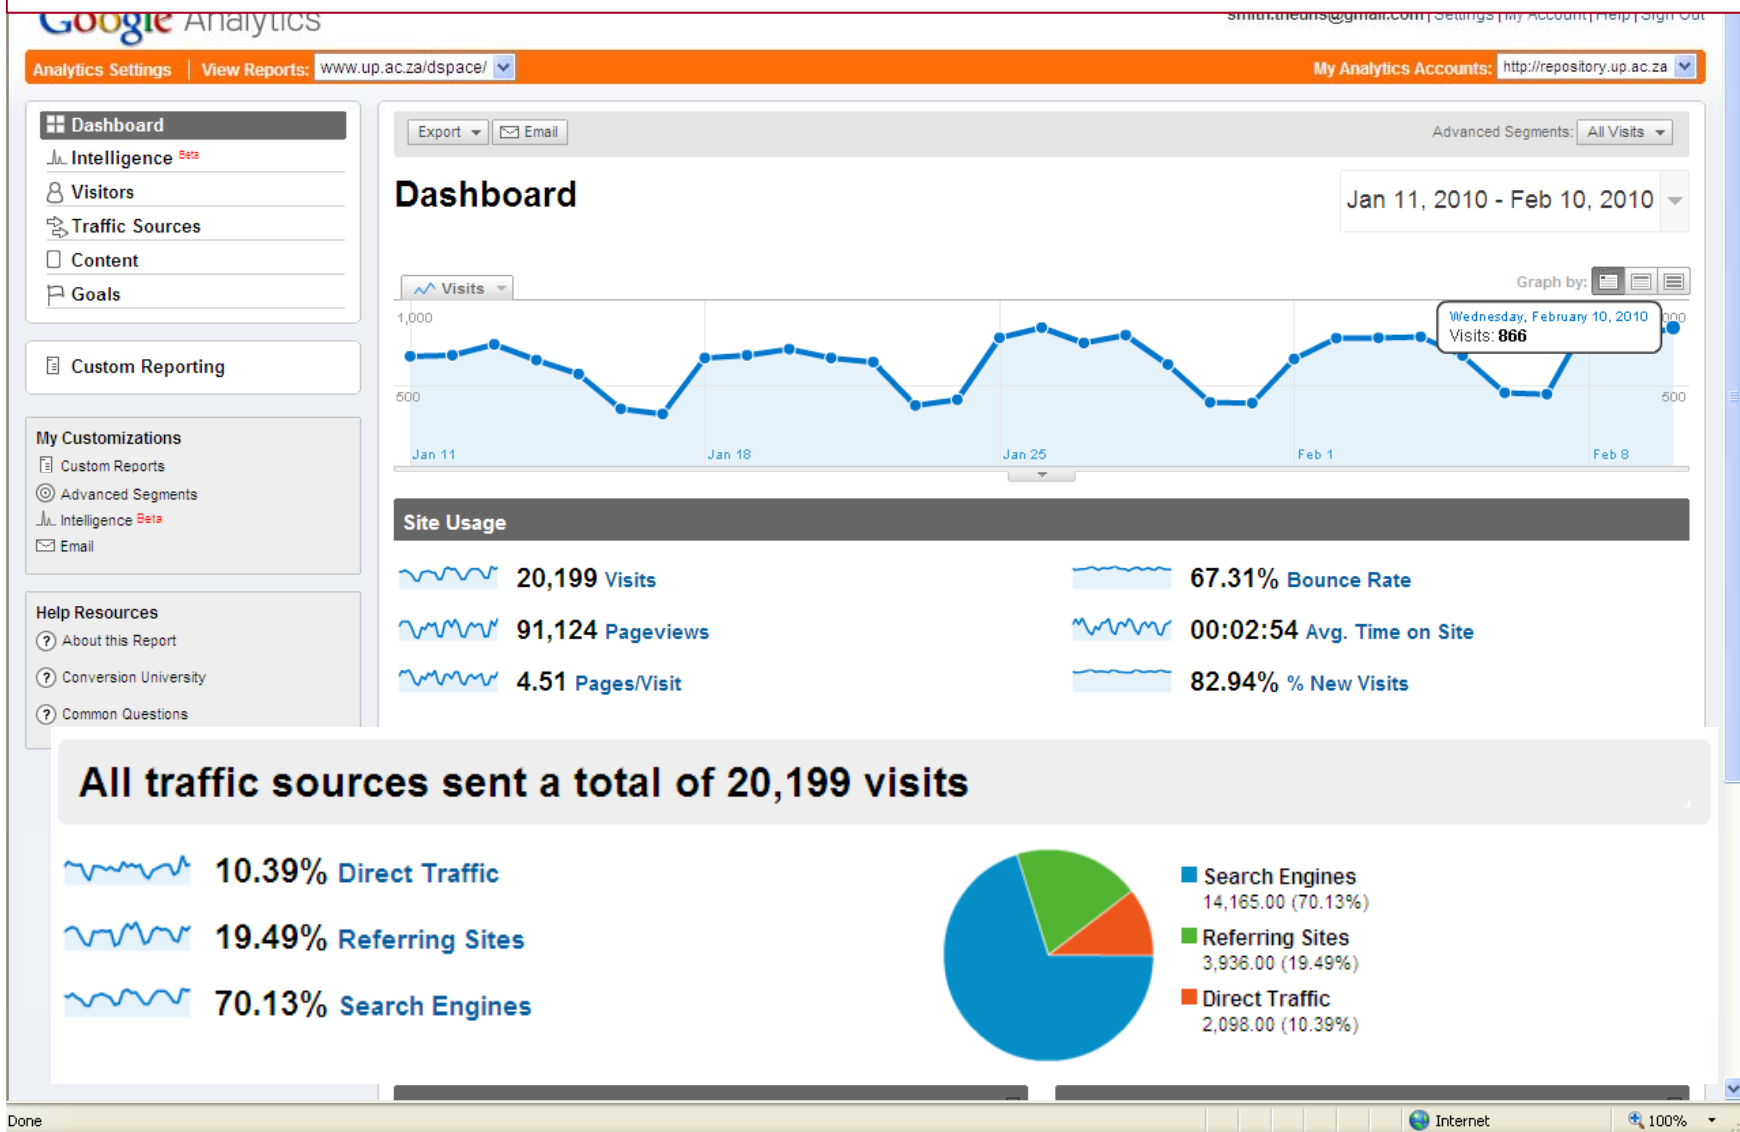 Google Analytics
smith.theuns@gmail.com | Settings | My Account | Help | Sign Out
Analytics Settings | View Reports: www.up.ac.za/dspace/
My Analytics Accounts: http://repository.up.ac.za
Dashboard
Intelligence Beta
Visitors
Traffic Sources
Content
Goals
Custom Reporting
My Customizations
Custom Reports
Advanced Segments
Intelligence Beta
Email
Help Resources
About this Report
Conversion University
Common Questions
Export
Email
Advanced Segments: All Visits
Dashboard
Jan 11, 2010 - Feb 10, 2010
Visits
Graph by:
1,000
Wednesday, February 10, 2010
Visits: 866
500
500
Jan 11
Jan 18
Jan 25
Feb 1
Feb 8
Site Usage
20,199 Visits
67.31% Bounce Rate
91,124 Pageviews
00:02:54 Avg. Time on Site
4.51 Pages/Visit
82.94% % New Visits
All traffic sources sent a total of 20,199 visits
10.39% Direct Traffic
19.49% Referring Sites
70.13% Search Engines
Search Engines
14,165.00 (70.13%)
Referring Sites
3,936.00 (19.49%)
Direct Traffic
2,098.00 (10.39%)
Done
Internet
100%